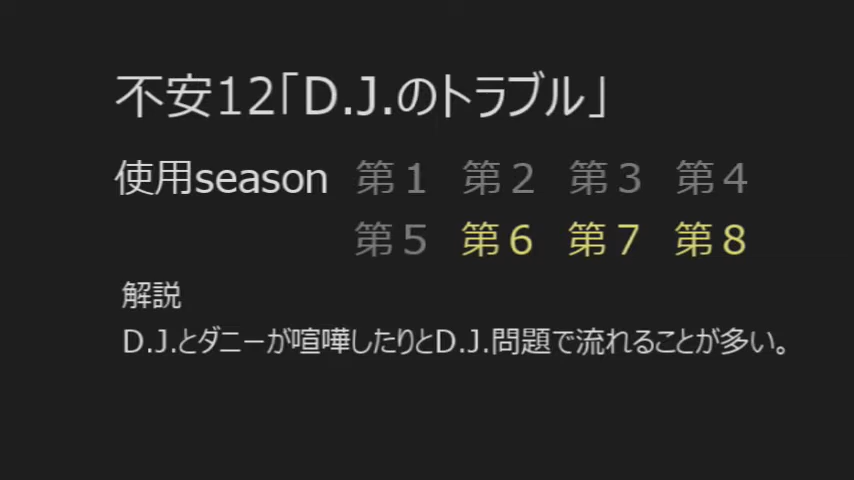 不安12「D.J.のトラブル」
使用season 第１ 第２ 第３ 第４
第５ 第６ 第７ 第８
解説
D.J.とダニーが喧嘩したりとD.J.問題で流れることが多い。